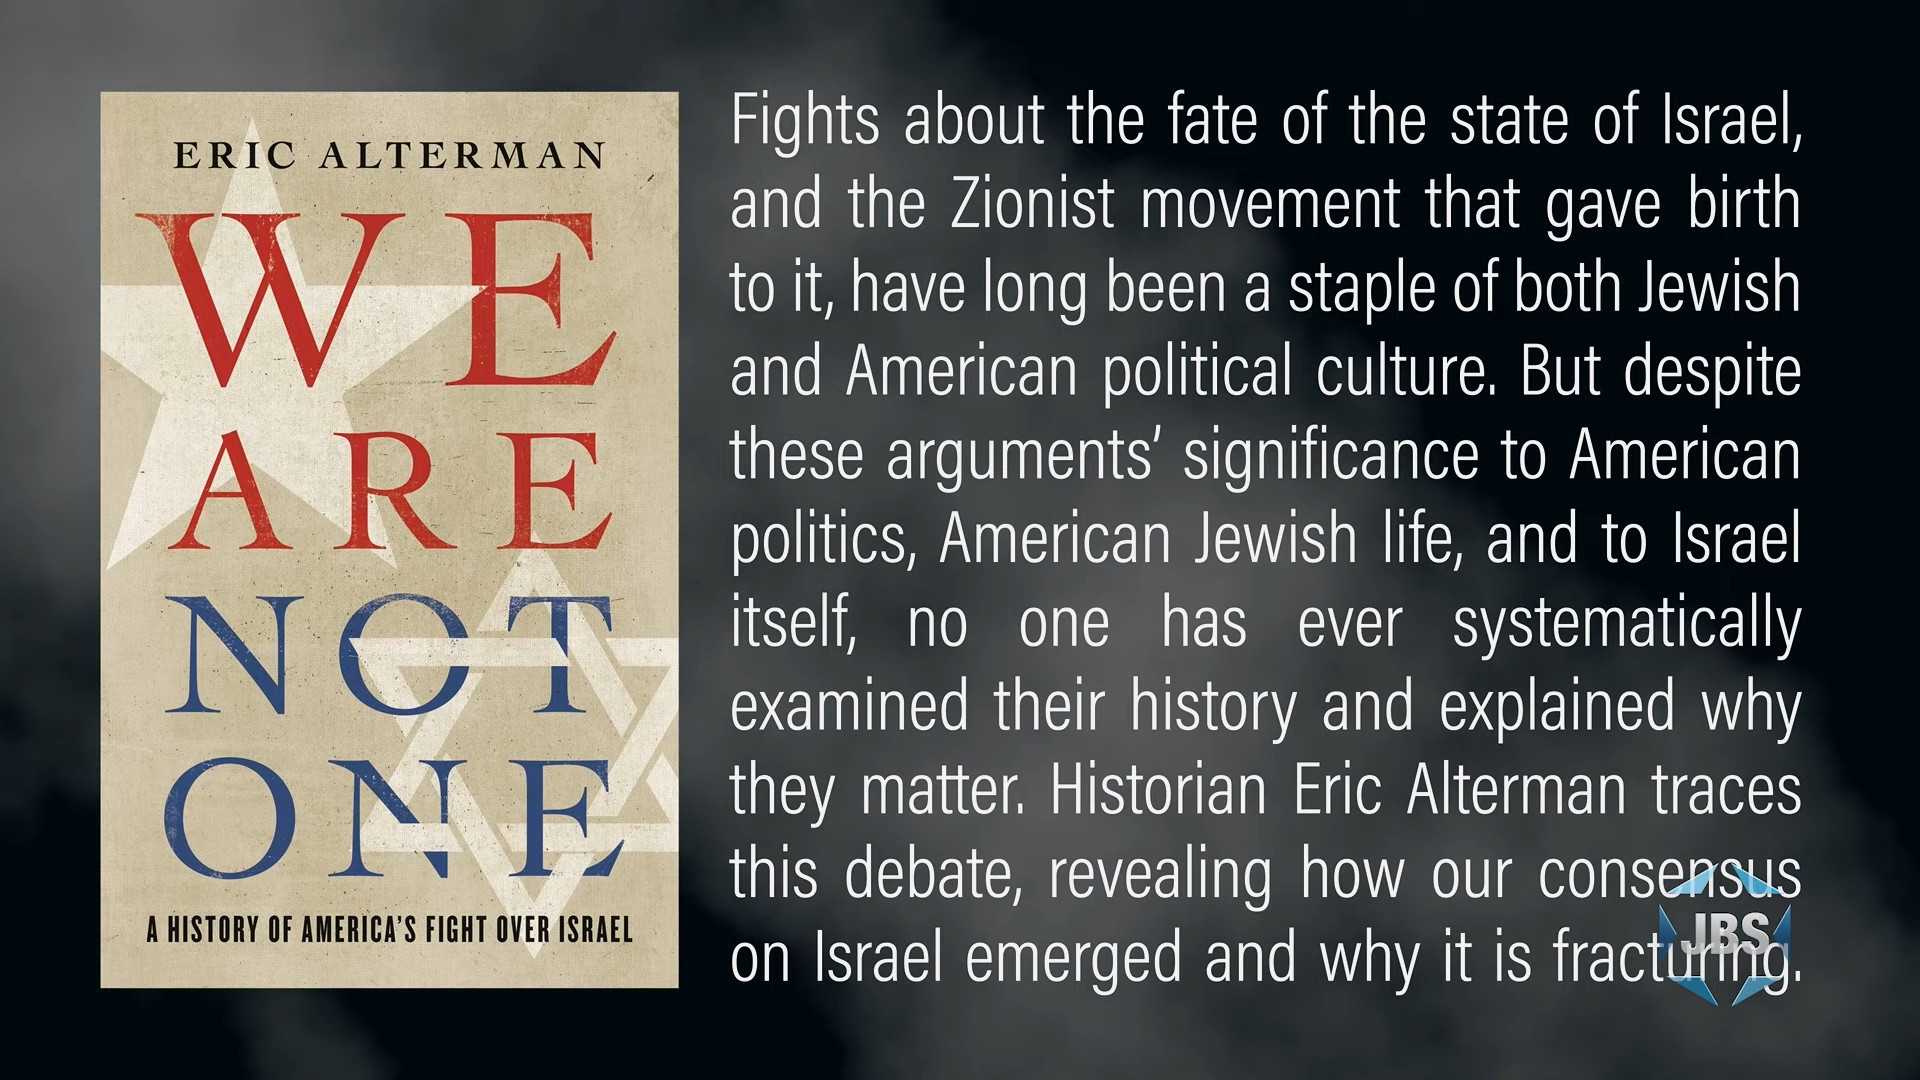 ERIC ALTERMAN
WE
ARE
NOT
ONE
A HISTORY OF AMERICA'S FIGHT OVER ISRAEL
Fights about the fate of the state of Israel,
and the Zionist movement that gave birth
to it, have long been a staple of both Jewish
and American political culture. But despite
these arguments' significance to American
politics, American Jewish life, and to Israel
itself, no one has ever systematically
examined their history and explained why
they matter. Historian Eric Alterman traces
this debate, revealing how our consensus
on Israel emerged and why it is fracturing.
JBS